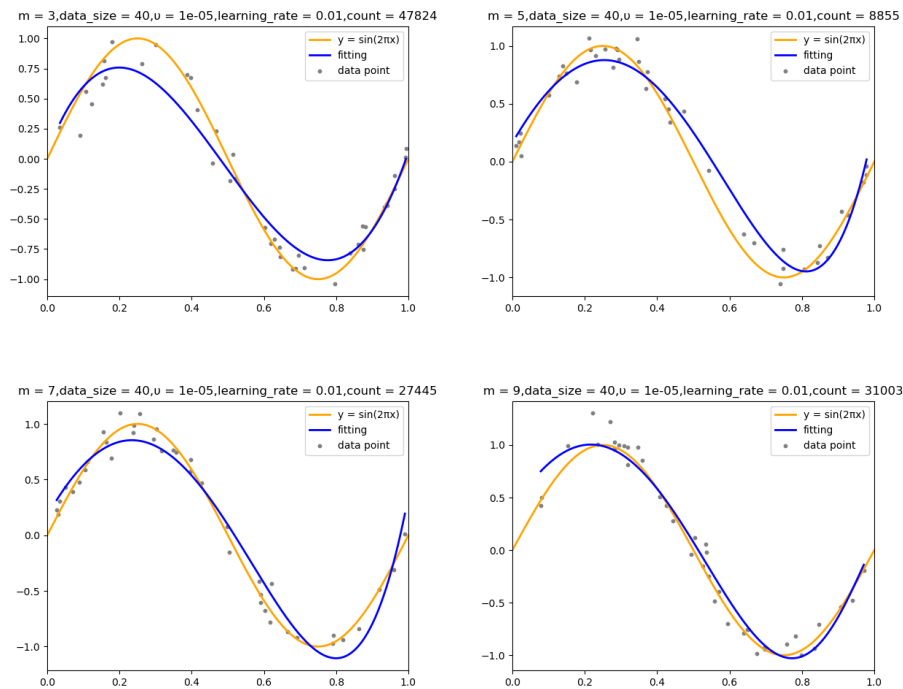 m = 3,data_size = 40,υ = 1e-05,learning_rate = 0.01,count = 47824
1.00
0.75
0.50
0.25
0.00
−0.25
−0.50
−0.75
−1.00
0.0 0.2 0.4 0.6 0.8 1.0
y = sin(2πx)
fitting
data point
m = 5,data_size = 40,υ = 1e-05,learning_rate = 0.01,count = 8855
1.0
0.5
0.0
−0.5
−1.0
0.0 0.2 0.4 0.6 0.8 1.0
y = sin(2πx)
fitting
data point
m = 7,data_size = 40,υ = 1e-05,learning_rate = 0.01,count = 27445
1.0
0.5
0.0
−0.5
−1.0
0.0 0.2 0.4 0.6 0.8 1.0
y = sin(2πx)
fitting
data point
m = 9,data_size = 40,υ = 1e-05,learning_rate = 0.01,count = 31003
1.0
0.5
0.0
−0.5
−1.0
0.0 0.2 0.4 0.6 0.8 1.0
y = sin(2πx)
fitting
data point